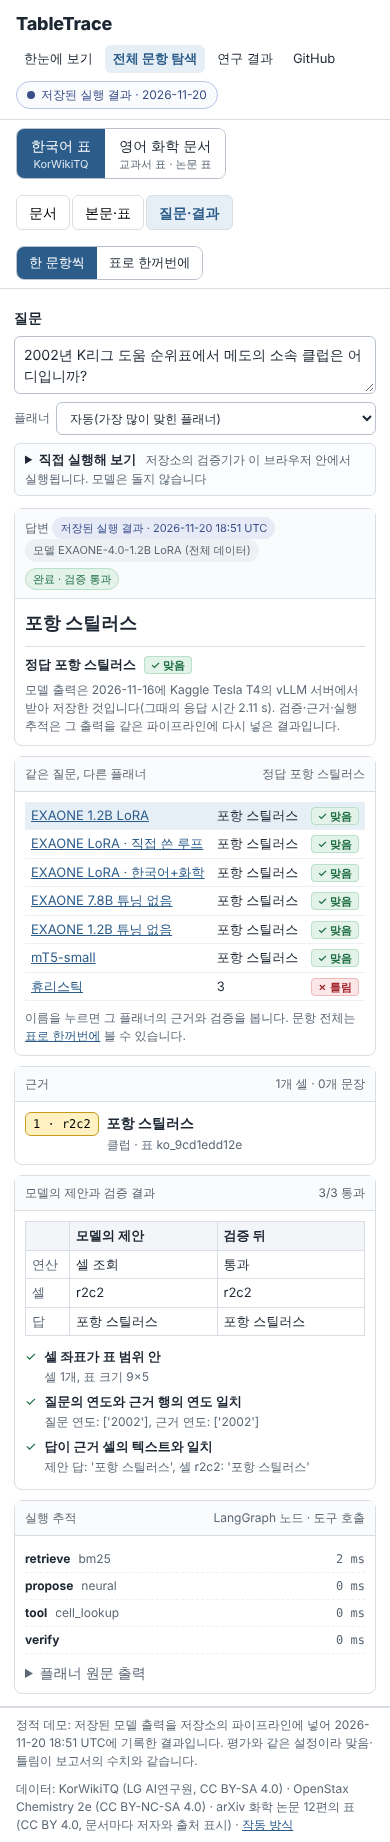 TableTrace
한눈에 보기 전체 문항 탐색 연구 결과 GitHub
저장된 실행 결과 · 2026-11-20
한국어 표 영어 화학 문서
KorWikiTQ 교과서 표 · 논문 표
문서 본문·표 질문·결과
한 문항씩 표로 한꺼번에
질문
2002년 K리그 도움 순위표에서 메도의 소속 클럽은 어
디입니까?
플래너 자동(가장 많이 맞힌 플래너)
▶ 직접 실행해 보기 저장소의 검증기가 이 브라우저 안에서
실행됩니다. 모델은 돌지 않습니다
답변 저장된 실행 결과 · 2026-11-20 18:51 UTC
모델 EXAONE-4.0-1.2B LoRA (전체 데이터)
완료 · 검증 통과
포항 스틸러스
정답 포항 스틸러스 ✓ 맞음
모델 출력은 2026-11-16에 Kaggle Tesla T4의 vLLM 서버에서
받아 저장한 것입니다(그때의 응답 시간 2.11 s). 검증·근거·실행
추적은 그 출력을 같은 파이프라인에 다시 넣은 결과입니다.
같은 질문, 다른 플래너 정답 포항 스틸러스
EXAONE 1.2B LoRA 포항 스틸러스 ✓ 맞음
EXAONE LoRA · 직접 쓴 루프 포항 스틸러스 ✓ 맞음
EXAONE LoRA · 한국어+화학 포항 스틸러스 ✓ 맞음
EXAONE 7.8B 튜닝 없음 포항 스틸러스 ✓ 맞음
EXAONE 1.2B 튜닝 없음 포항 스틸러스 ✓ 맞음
mT5-small 포항 스틸러스 ✓ 맞음
휴리스틱 3 × 틀림
이름을 누르면 그 플래너의 근거와 검증을 봅니다. 문항 전체는
표로 한꺼번에 볼 수 있습니다.
근거 1개 셀 · 0개 문장
1 · r2c2 포항 스틸러스
클럽 · 표 ko_9cd1edd12e
모델의 제안과 검증 결과 3/3 통과
모델의 제안 검증 뒤
연산 셀 조회 통과
셀 r2c2 r2c2
답 포항 스틸러스 포항 스틸러스
✓ 셀 좌표가 표 범위 안
셀 1개, 표 크기 9×5
✓ 질문의 연도와 근거 행의 연도 일치
질문 연도: ['2002'], 근거 연도: ['2002']
✓ 답이 근거 셀의 텍스트와 일치
제안 답: '포항 스틸러스', 셀 r2c2: '포항 스틸러스'
실행 추적 LangGraph 노드 · 도구 호출
retrieve bm25 2 ms
propose neural 0 ms
tool cell_lookup 0 ms
verify 0 ms
▶ 플래너 원문 출력
정적 데모: 저장된 모델 출력을 저장소의 파이프라인에 넣어 2026-
11-20 18:51 UTC에 기록한 결과입니다. 평가와 같은 설정이라 맞음·
틀림이 보고서의 수치와 같습니다.
데이터: KorWikiTQ (LG AI연구원, CC BY-SA 4.0) · OpenStax
Chemistry 2e (CC BY-NC-SA 4.0) · arXiv 화학 논문 12편의 표
(CC BY 4.0, 문서마다 저자와 출처 표시) · 작동 방식